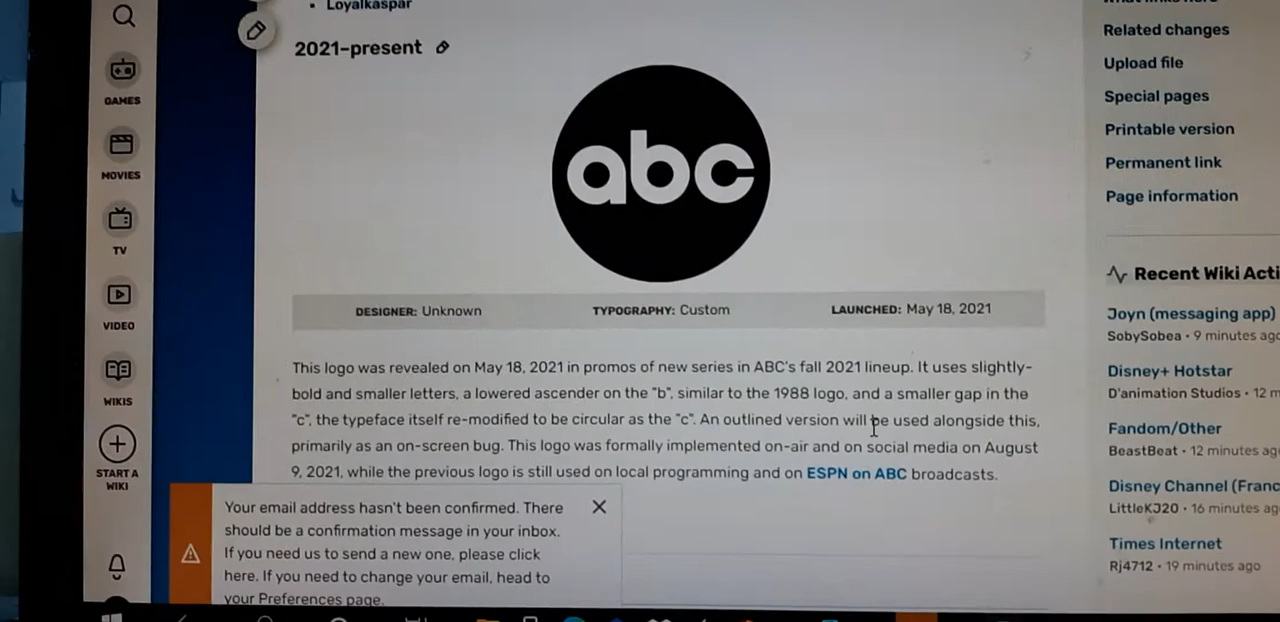 Loyalkaspar
2021–present
abc
DESIGNER: Unknown
TYPOGRAPHY: Custom
LAUNCHED: May 18, 2021
This logo was revealed on May 18, 2021 in promos of new series in ABC's fall 2021 lineup. It uses slightly-
bold and smaller letters, a lowered ascender on the "b", similar to the 1988 logo, and a smaller gap in the
"c", the typeface itself re-modified to be circular as the "c". An outlined version will be used alongside this,
primarily as an on-screen bug. This logo was formally implemented on-air and on social media on August
9, 2021, while the previous logo is still used on local programming and on ESPN on ABC broadcasts.
GAMES
MOVIES
TV
VIDEO
WIKIS
START A
WIKI
Your email address hasn't been confirmed. There
should be a confirmation message in your inbox.
If you need us to send a new one, please click
here. If you need to change your email, head to
your Preferences page.
Related changes
Upload file
Special pages
Printable version
Permanent link
Page information
Recent Wiki Acti
Joyn (messaging app)
SobySobea • 9 minutes ago
Disney+ Hotstar
D'animation Studios • 12 m
Fandom/Other
BeastBeat • 12 minutes ag
Disney Channel (Franc
LittleKJ20 • 16 minutes ag
Times Internet
Rj4712 • 19 minutes ago